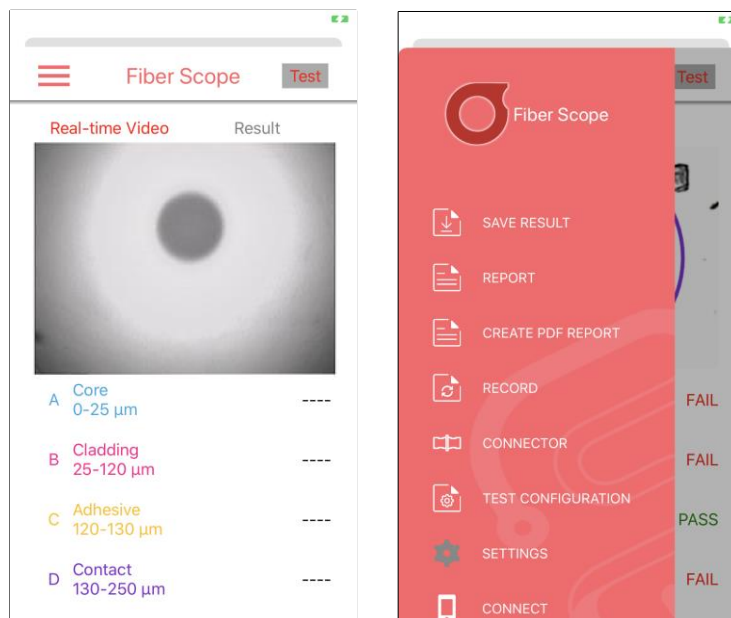 Fiber Scope
Test
Real-time Video
Result
A
Core
0-25 µm
----
B
Cladding
25-120 µm
----
C
Adhesive
120-130 µm
----
D
Contact
130-250 µm
----
Fiber Scope
Test
SAVE RESULT
REPORT
CREATE PDF REPORT
RECORD
FAIL
CONNECTOR
FAIL
TEST CONFIGURATION
PASS
SETTINGS
FAIL
CONNECT